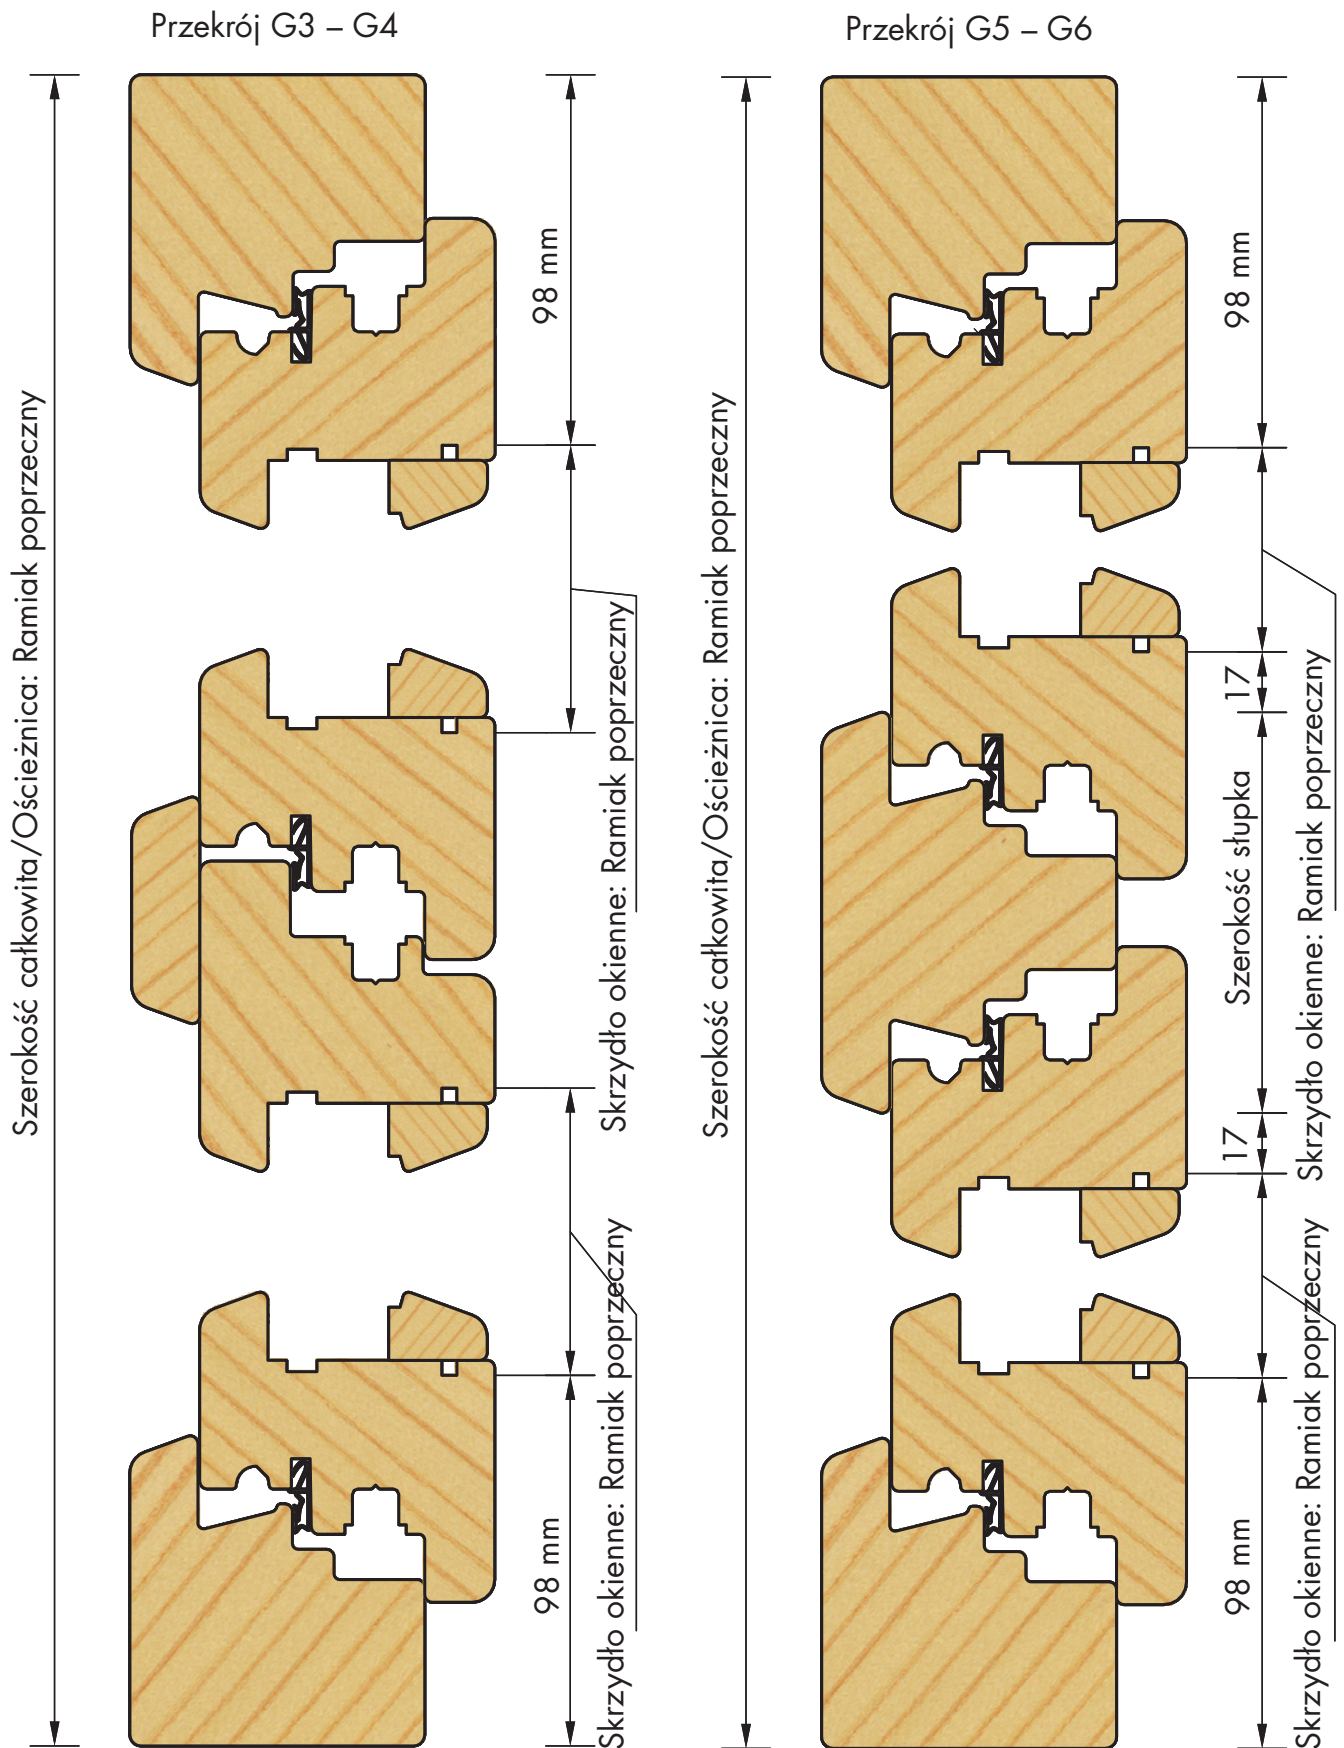 Przekrój G3 – G4
Szerokość całkowita/Ościeżnica: Ramiak poprzeczny
98 mm
Skrzydło okienne: Ramiak poprzeczny
Skrzydło okienne: Ramiak poprzeczny
98 mm
Przekrój G5 – G6
Szerokość całkowita/Ościeżnica: Ramiak poprzeczny
98 mm
17
Szerokość słupka
17
Skrzydło okienne: Ramiak poprzeczny
Skrzydło okienne: Ramiak poprzeczny
98 mm